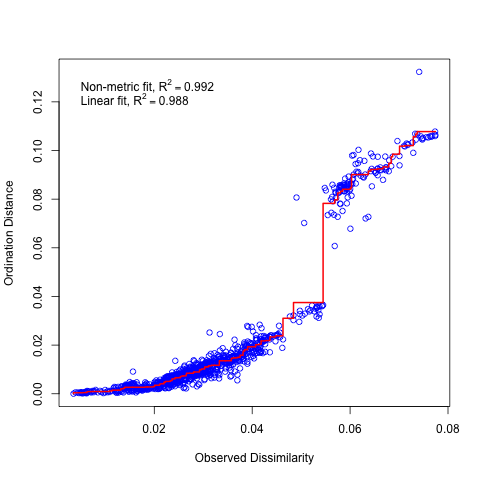 Non-metric fit, R² = 0.992
Linear fit, R² = 0.988
Ordination Distance
0.00
0.02
0.04
0.06
0.08
0.10
0.12
0.02
0.04
0.06
0.08
Observed Dissimilarity